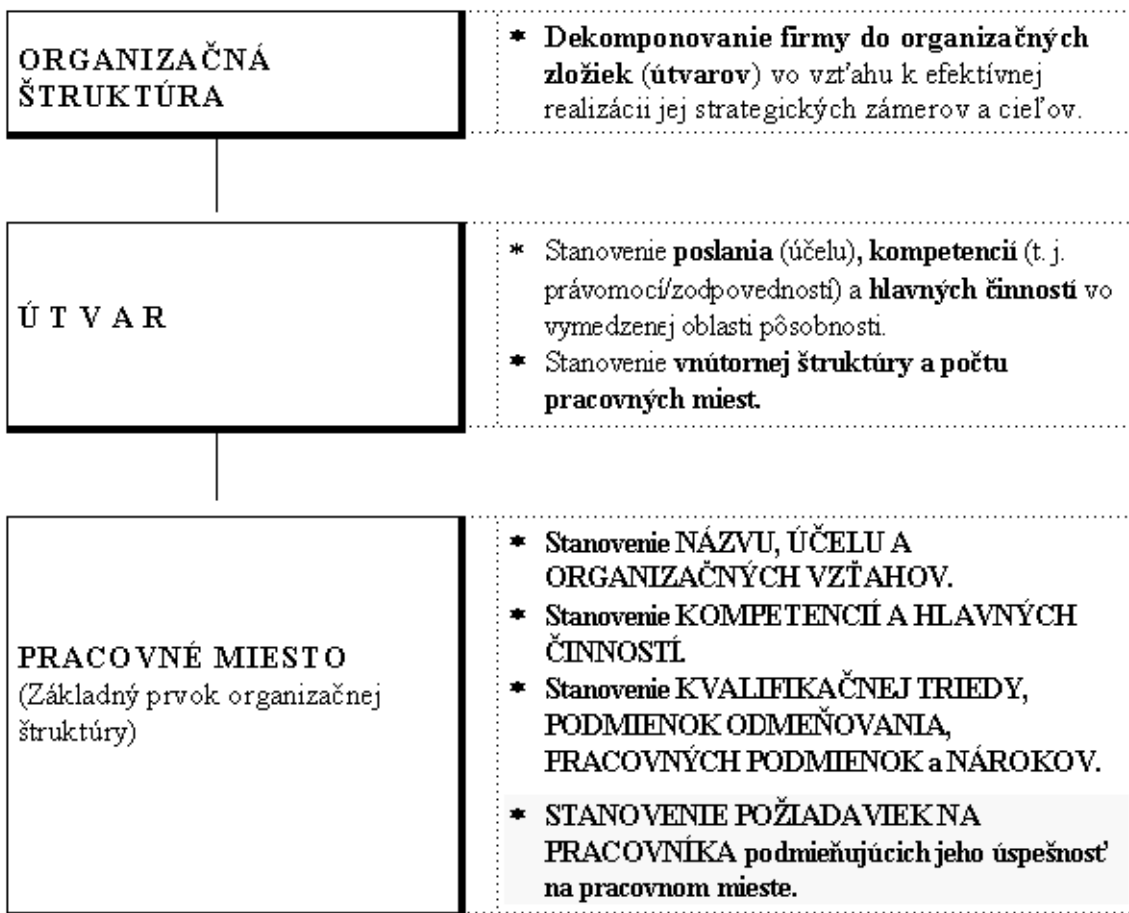 ORGANIZAČNÁ
ŠTRUKTÚRA
* Dekomponovanie firmy do organizačných
zložiek (útvarov) vo vzťahu k efektívnej
realizácii jej strategických zámerov a cieľov.
Ú T V A R
* Stanovenie poslania (účelu), kompetencií (t. j.
právomocí/zodpovedností) a hlavných činností vo
vymedzenej oblasti pôsobnosti.
* Stanovenie vnútornej štruktúry a počtu
pracovných miest.
PRACOVNÉ MIESTO
(Základný prvok organizačnej
štruktúry)
* Stanovenie NÁZVU, ÚČELU A
ORGANIZAČNÝCH VZŤAHOV.
* Stanovenie KOMPETENCIÍ A HLAVNÝCH
ČINNOSTÍ.
* Stanovenie KVALIFIKAČNEJ TRIEDY,
PODMIENOK ODMEŇOVANIA,
PRACOVNÝCH PODMIENOK a NÁROKOV.
* STANOVENIE POŽIADAVIEK NA
PRACOVNÍKA podmieňujúcich jeho úspešnosť
na pracovnom mieste.